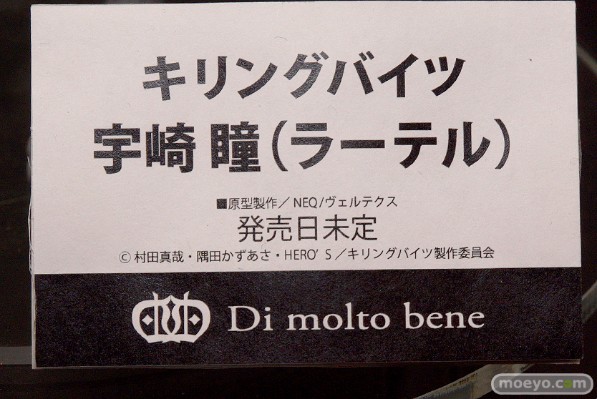 キリングバイツ
宇崎 瞳(ラーテル)
■原型製作／NEQ/ヴェルテクス
発売日未定
© 村田真哉・隅田かずあさ・HERO'S／キリングバイツ製作委員会
Di molto bene
moeyo.com